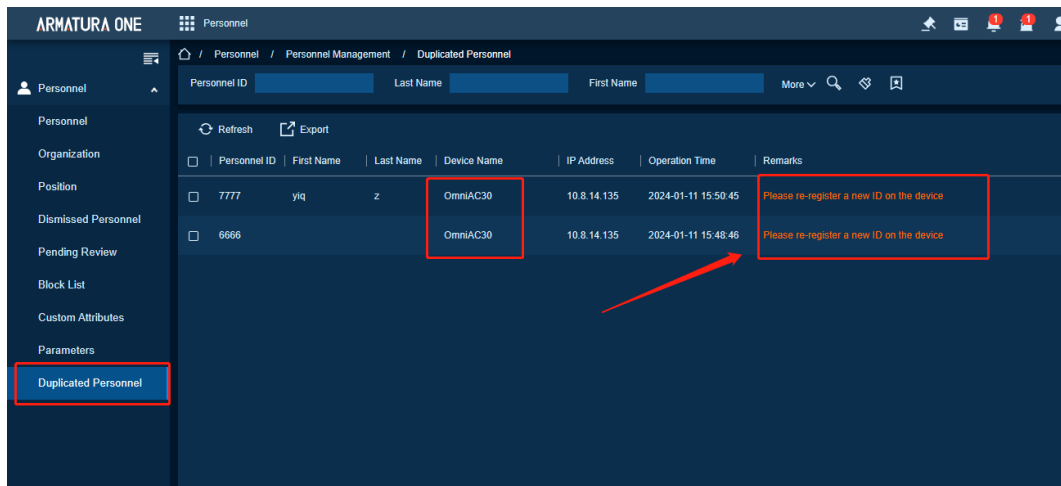 ARMATURA ONE
Personnel
1 1
/ Personnel / Personnel Management / Duplicated Personnel
Personnel ID Last Name First Name More
Personnel
Personnel
Organization
Position
Dismissed Personnel
Pending Review
Block List
Custom Attributes
Parameters
Duplicated Personnel
Refresh Export
Personnel ID First Name Last Name Device Name IP Address Operation Time Remarks
7777 yiq z OmniAC30 10.8.14.135 2024-01-11 15:50:45 Please re-register a new ID on the device
6666 OmniAC30 10.8.14.135 2024-01-11 15:48:46 Please re-register a new ID on the device